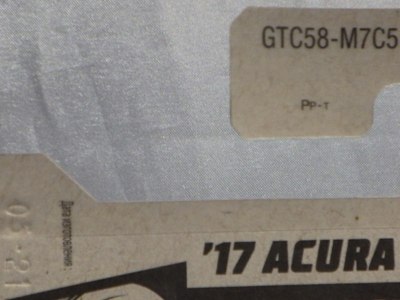 GTC58-M7C5
PP-T
Дата изготовления
05-21
'17 ACURA